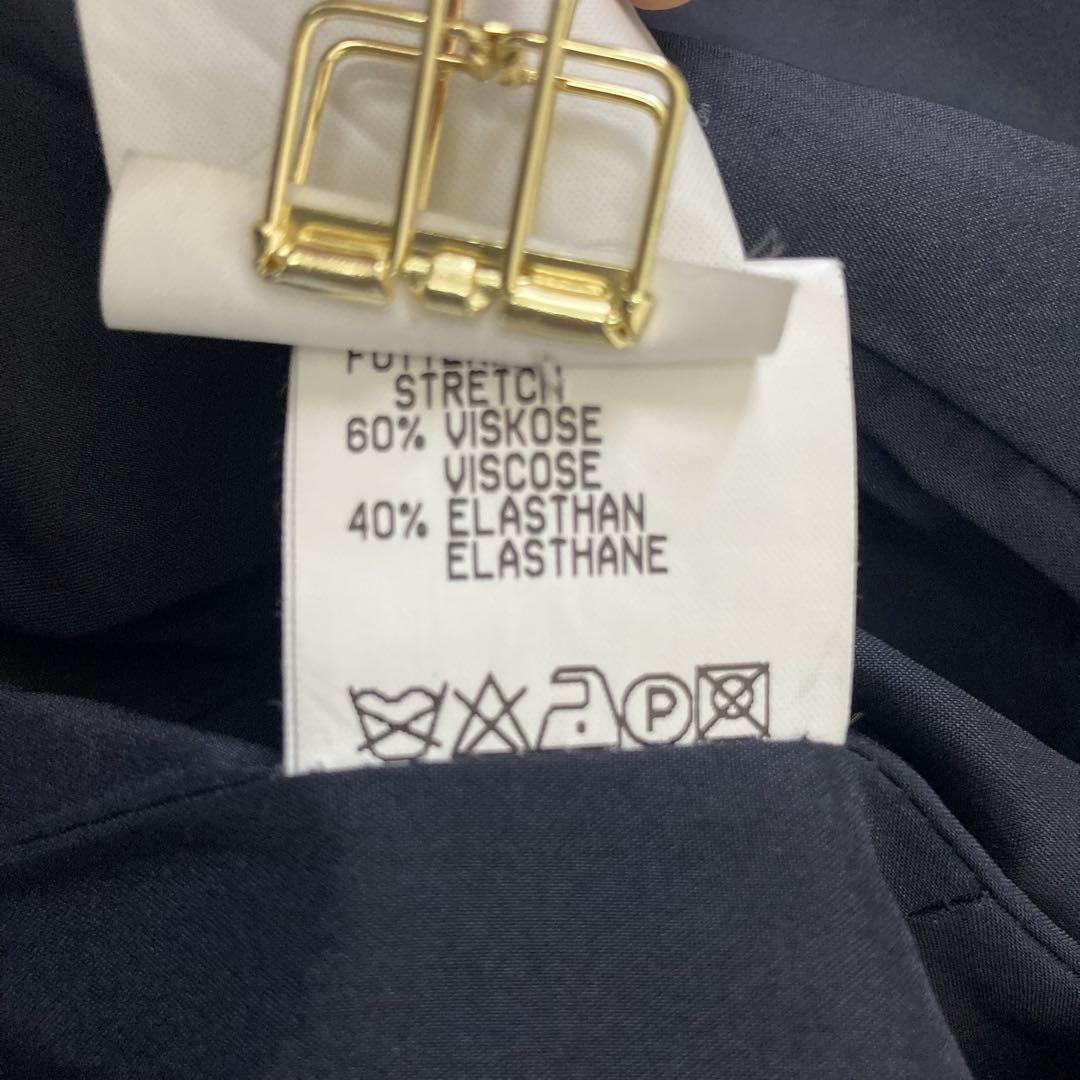 STRETCH
60% VISKOSE
VISCOSE
40% ELASTHAN
ELASTHANE
P